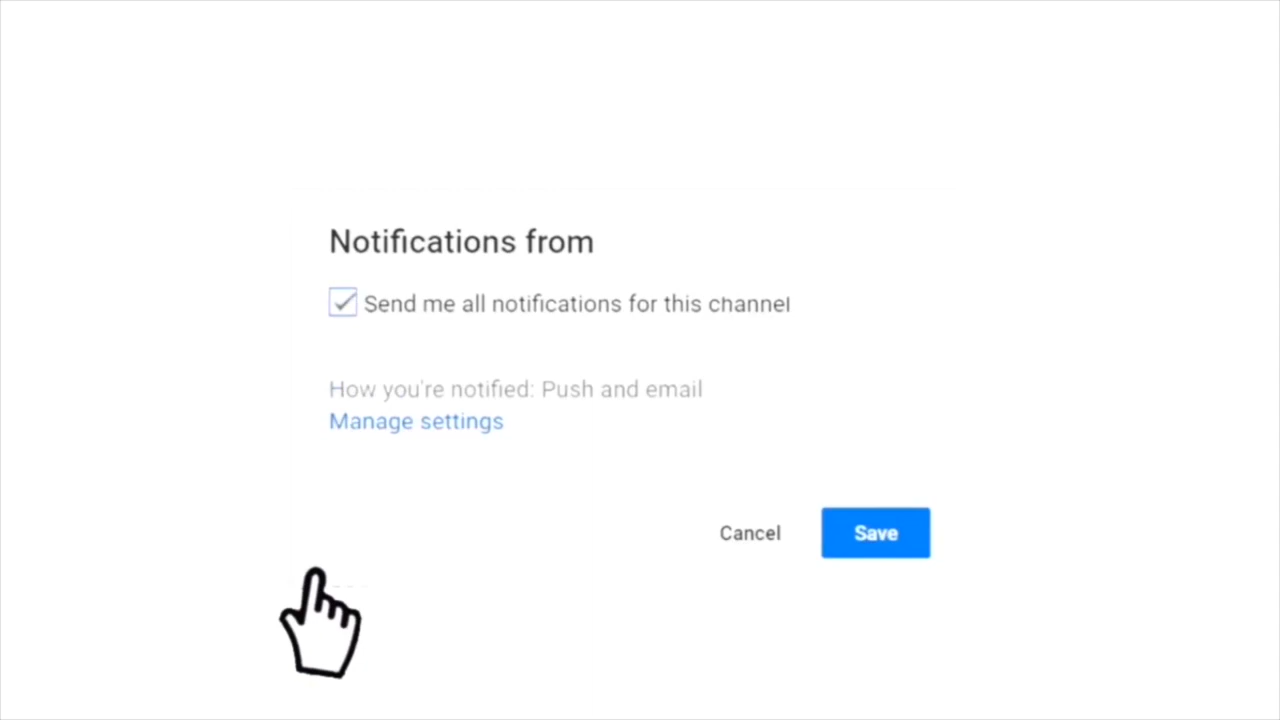 Notifications from
Send me all notifications for this channel
How you're notified: Push and email
Manage settings
Cancel
Save